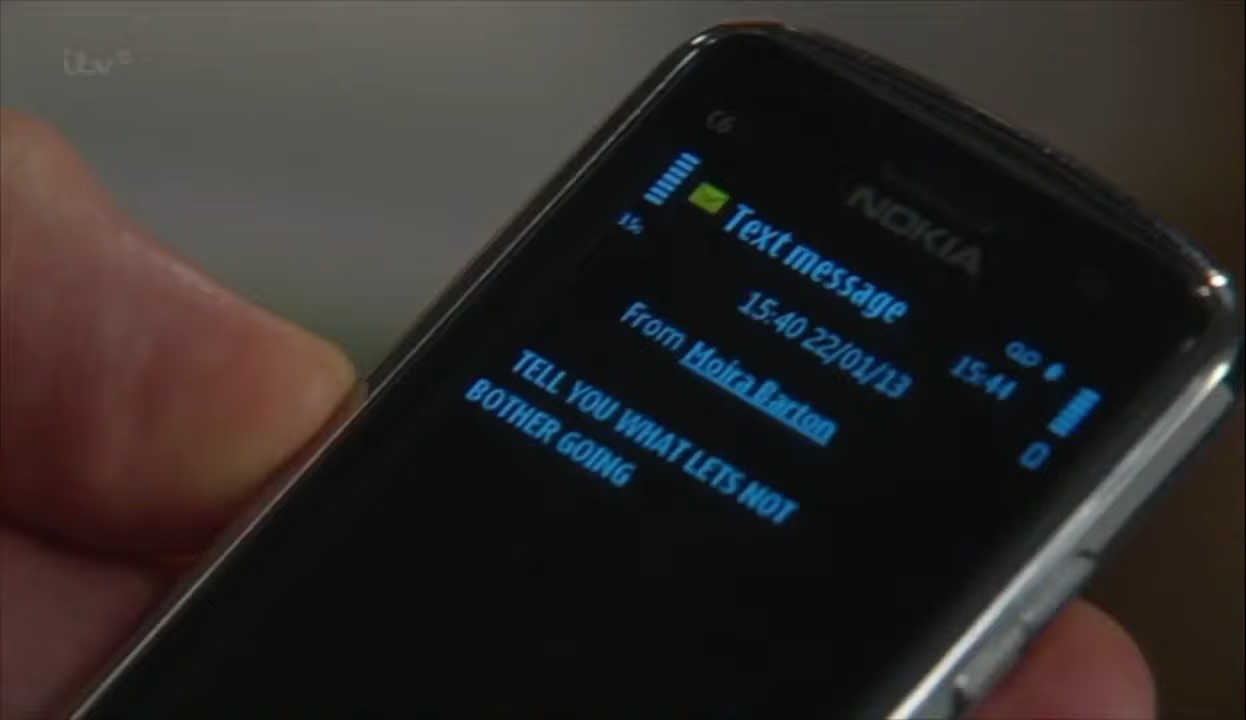 itv
C6
NOKIA
Text message
15:40 22/01/13
15:44
From Moira Barton
TELL YOU WHAT LETS NOT
BOTHER GOING